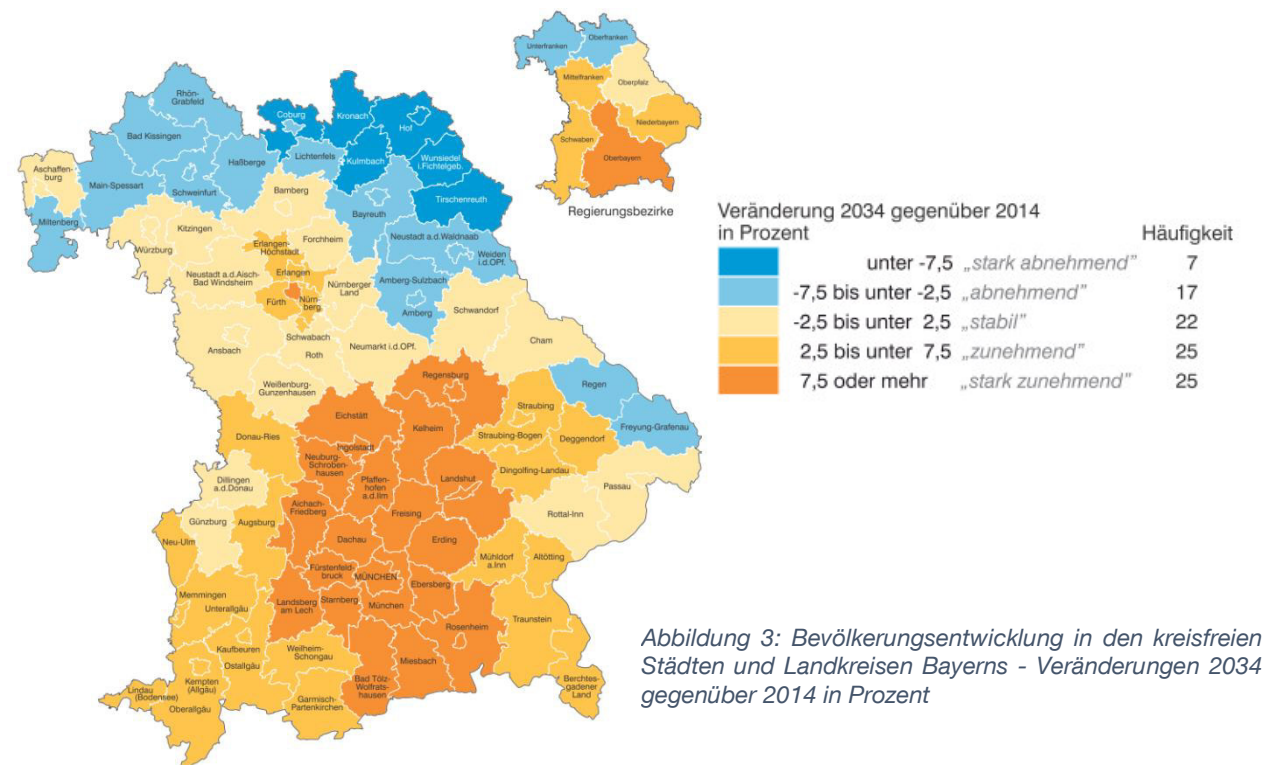 Rhön-
Grabfeld
Bad Kissingen
Coburg
Kronach
Hof
Lichtenfels
Kulmbach
Wunsiedel
i.Fichtelgeb.
Haßberge
Aschaffen-
burg
Main-Spessart
Schweinfurt
Tirschenreuth
Bamberg
Bayreuth
Miltenberg
Kitzingen
Würzburg
Erlangen-
Höchstadt
Forchheim
Neustadt a.d.Waldnaab
Weiden
i.d.OPf.
Neustadt a.d.Aisch-
Bad Windsheim
Erlangen
Fürth
Nürn-
berg
Nürnberger
Land
Amberg-Sulzbach
Amberg
Schwandorf
Ansbach
Schwabach
Roth
Neumarkt i.d.OPf.
Cham
Weißenburg-
Gunzenhausen
Regensburg
Regen
Eichstätt
Straubing
Freyung-Grafenau
Donau-Ries
Kelheim
Straubing-Bogen
Deggendorf
Ingolstadt
Neuburg-
Schroben-
hausen
Dingolfing-Landau
Dillingen
a.d.Donau
Pfaffen-
hofen
a.d.Ilm
Landshut
Passau
Aichach-
Friedberg
Rottal-Inn
Günzburg
Augsburg
Freising
Neu-Ulm
Dachau
Erding
Mühldorf
a.Inn
Altötting
Fürstenfeld-
bruck
MÜNCHEN
Ebersberg
Memmingen
Unterallgäu
Landsberg
am Lech
Starnberg
München
Traunstein
Rosenheim
Kaufbeuren
Ostallgäu
Weilheim-
Schongau
Miesbach
Kempten
(Allgäu)
Bad Tölz-
Wolfrats-
hausen
Berchtes-
gadener
Land
Lindau
(Bodensee)
Oberallgäu
Garmisch-
Partenkirchen
Unterfranken
Oberfranken
Mittelfranken
Oberpfalz
Niederbayern
Schwaben
Oberbayern
Regierungsbezirke
Veränderung 2034 gegenüber 2014
in Prozent Häufigkeit
unter -7,5 „stark abnehmend” 7
-7,5 bis unter -2,5 „abnehmend” 17
-2,5 bis unter 2,5 „stabil” 22
2,5 bis unter 7,5 „zunehmend” 25
7,5 oder mehr „stark zunehmend” 25
Abbildung 3: Bevölkerungsentwicklung in den kreisfreien
Städten und Landkreisen Bayerns - Veränderungen 2034
gegenüber 2014 in Prozent